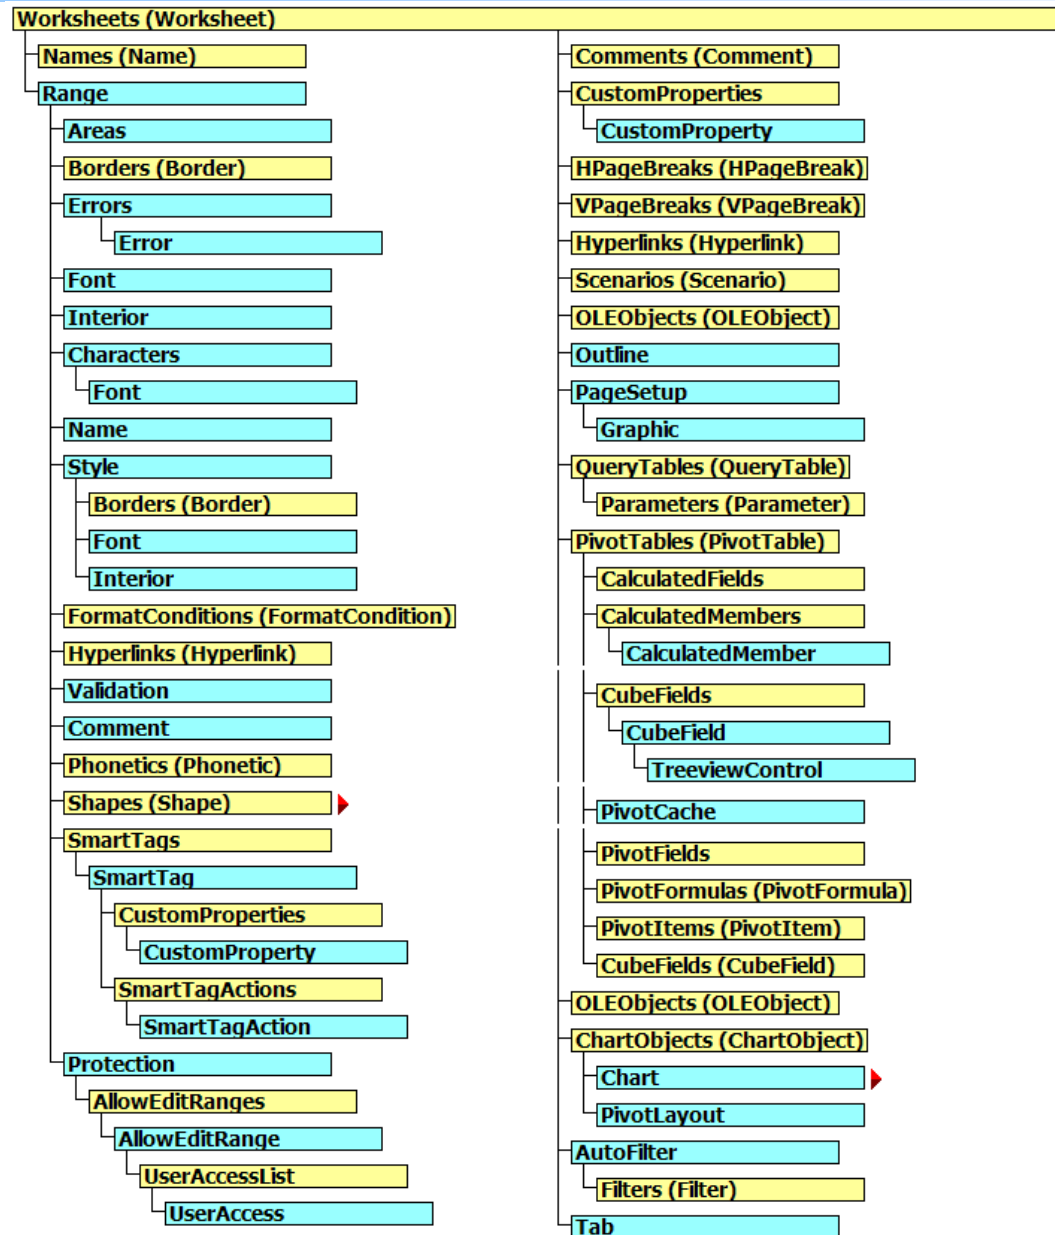 Worksheets (Worksheet)
Names (Name)
Range
Areas
Borders (Border)
Errors
Error
Font
Interior
Characters
Font
Name
Style
Borders (Border)
Font
Interior
FormatConditions (FormatCondition)
Hyperlinks (Hyperlink)
Validation
Comment
Phonetics (Phonetic)
Shapes (Shape)
SmartTags
SmartTag
CustomProperties
CustomProperty
SmartTagActions
SmartTagAction
Protection
AllowEditRanges
AllowEditRange
UserAccessList
UserAccess
Comments (Comment)
CustomProperties
CustomProperty
HPageBreaks (HPageBreak)
VPageBreaks (VPageBreak)
Hyperlinks (Hyperlink)
Scenarios (Scenario)
OLEObjects (OLEObject)
Outline
PageSetup
Graphic
QueryTables (QueryTable)
Parameters (Parameter)
PivotTables (PivotTable)
CalculatedFields
CalculatedMembers
CalculatedMember
CubeFields
CubeField
TreeviewControl
PivotCache
PivotFields
PivotFormulas (PivotFormula)
PivotItems (PivotItem)
CubeFields (CubeField)
OLEObjects (OLEObject)
ChartObjects (ChartObject)
Chart
PivotLayout
AutoFilter
Filters (Filter)
Tab